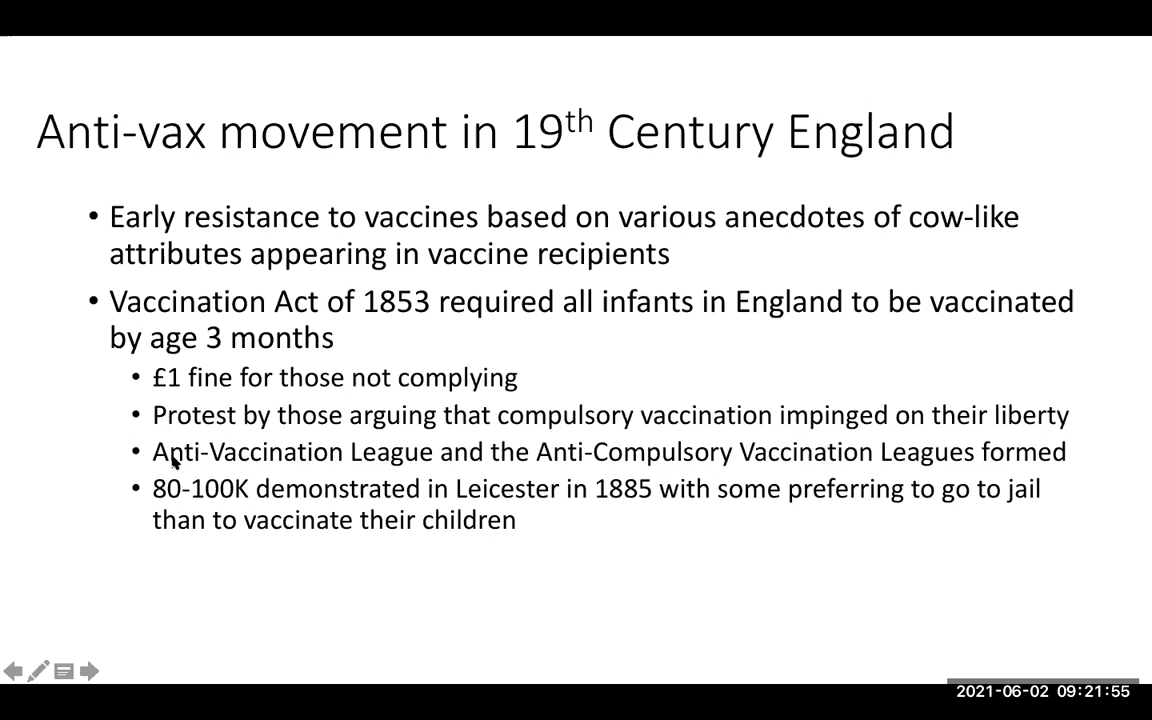 Anti-vax movement in 19th Century England
• Early resistance to vaccines based on various anecdotes of cow-like
attributes appearing in vaccine recipients
• Vaccination Act of 1853 required all infants in England to be vaccinated
by age 3 months
• £1 fine for those not complying
• Protest by those arguing that compulsory vaccination impinged on their liberty
• Anti-Vaccination League and the Anti-Compulsory Vaccination Leagues formed
• 80-100K demonstrated in Leicester in 1885 with some preferring to go to jail
than to vaccinate their children
2021-06-02 09:21:55